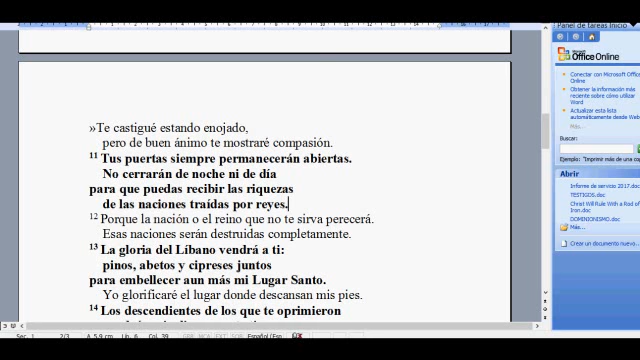 Panel de tareas Inicio
»Te castigué estando enojado,
pero de buen ánimo te mostraré compasión.
11 Tus puertas siempre permanecerán abiertas.
No cerrarán de noche ni de día
para que puedas recibir las riquezas
de las naciones traídas por reyes.
12 Porque la nación o el reino que no te sirva perecerá.
Esas naciones serán destruidas completamente.
13 La gloria del Líbano vendrá a ti:
pinos, abetos y cipreses juntos
para embellecer aun más mi Lugar Santo.
Yo glorificaré el lugar donde descansan mis pies.
14 Los descendientes de los que te oprimieron
Microsoft
Office Online
Conectar con Microsoft Office
Online
Obtener la información más
reciente sobre cómo utilizar
Word
Actualizar esta lista
automáticamente desde Web
Más...
Buscar:
Ejemplo: "Imprimir más de una cop
Abrir
Informe de servicio 2017.doc
TESTIGOS.doc
Christ Will Rule With a Rod of
Iron.doc
DOMINIONISMO.doc
Más...
Crear un documento nuevo...
Sec. 1 2/3 A 5,9 cm Lín. 6 Col. 39 GRB MCA EXT SOB Español (Esp